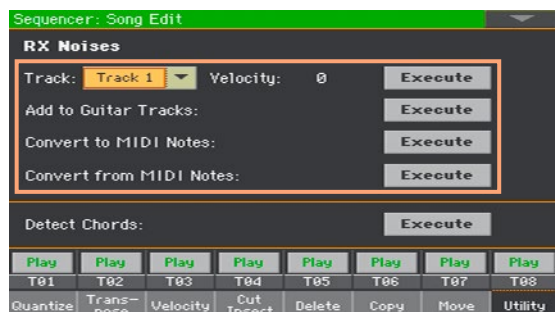 Sequencer: Song Edit
RX Noises
Track: Track 1 Velocity: 0 Execute
Add to Guitar Tracks: Execute
Convert to MIDI Notes: Execute
Convert from MIDI Notes: Execute
Detect Chords: Execute
Play Play Play Play Play Play Play Play
T01 T02 T03 T04 T05 T06 T07 T08
Quantize Trans- Velocity Cut Delete Copy Move Utility